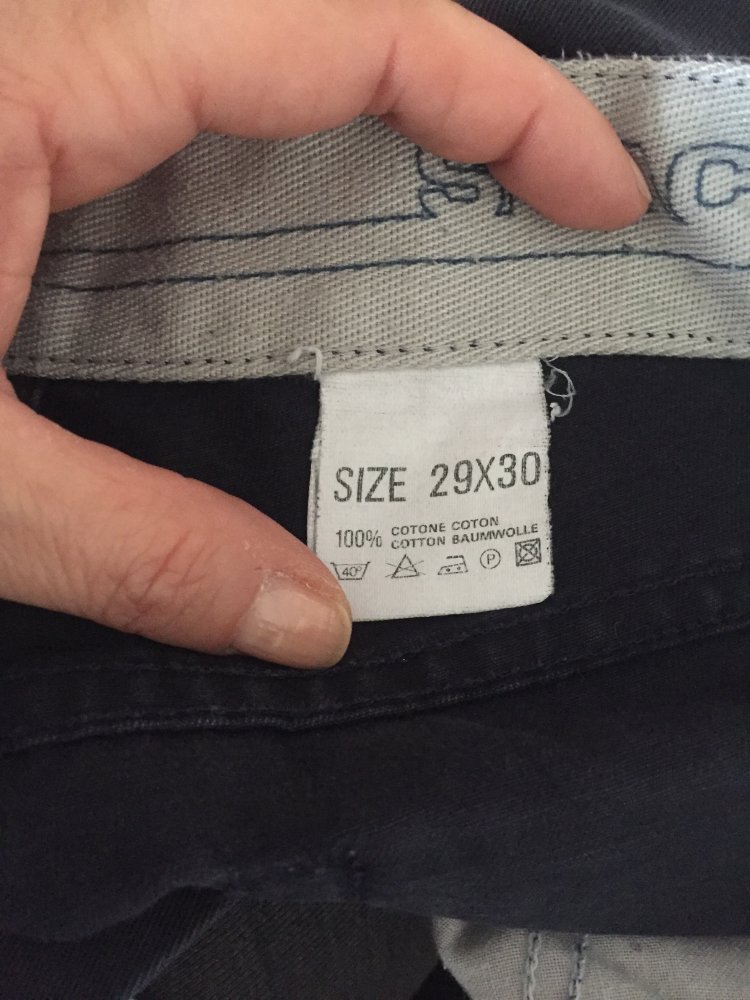 SIZE 29X30
100% COTONE COTON
COTTON BAUMWOLLE
40° P